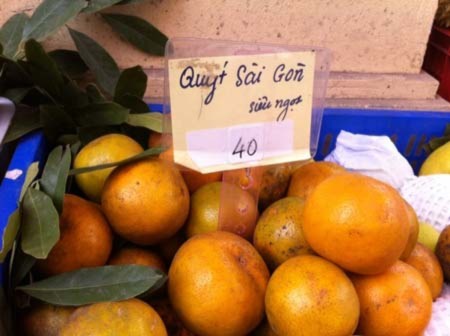 Quýt Sài Gòn
siêu ngọt
40